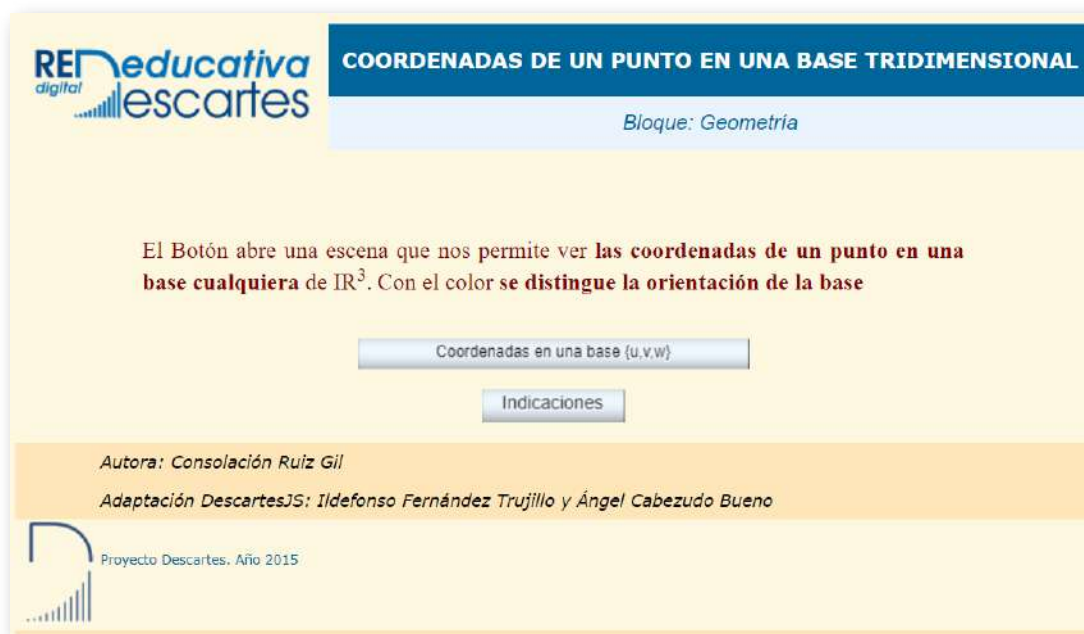 REDeducativa
digital
Descartes
COORDENADAS DE UN PUNTO EN UNA BASE TRIDIMENSIONAL
Bloque: Geometría
El Botón abre una escena que nos permite ver las coordenadas de un punto en una
base cualquiera de IR³. Con el color se distingue la orientación de la base
Coordenadas en una base {u,v,w}
Indicaciones
Autora: Consolación Ruiz Gil
Adaptación DescartesJS: Ildefonso Fernández Trujillo y Ángel Cabezudo Bueno
Proyecto Descartes. Año 2015